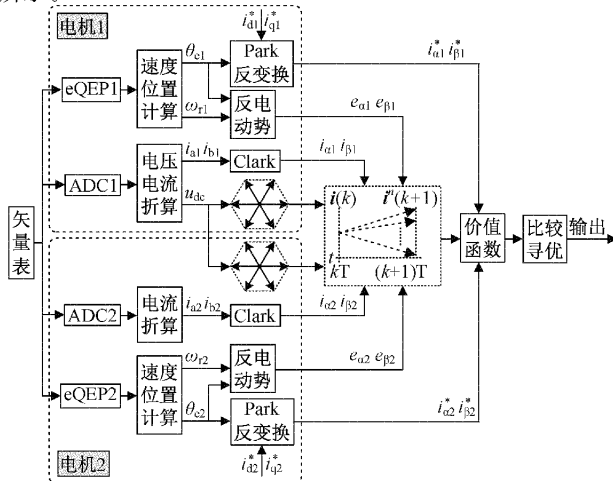 电机1
i*d1 i*q1
eQEP1
速度
位置
计算
θe1
ωr1
Park
反变换
i*α1 i*β1
反电
动势
eα1 eβ1
ADC1
电压
电流
折算
ia1 ib1
udc
Clark
iα1 iβ1
矢
量
表
i(k)
iⁿ(k+1)
t
kT
(k+1)T
价值
函数
比较
寻优
输出
ADC2
电流
折算
ia2 ib2
Clark
iα2 iβ2
eQEP2
速度
位置
计算
ωr2
θe2
反电
动势
eα2 eβ2
Park
反变换
i*α2 i*β2
电机2
i*d2 i*q2